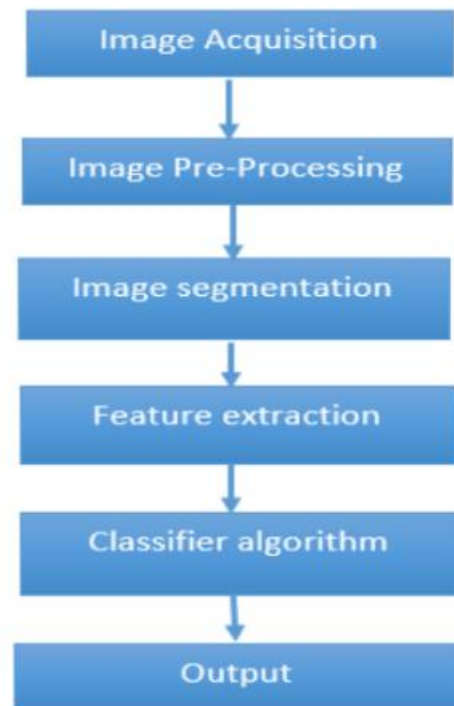 Image Acquisition
Image Pre-Processing
Image segmentation
Feature extraction
Classifier algorithm
Output